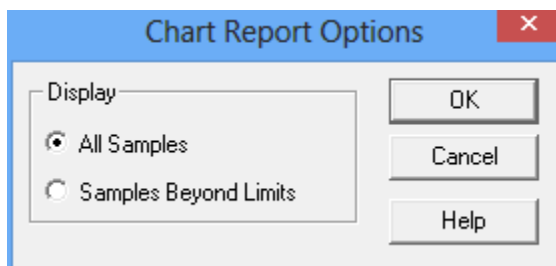 Chart Report Options
Display
All Samples
Samples Beyond Limits
OK
Cancel
Help